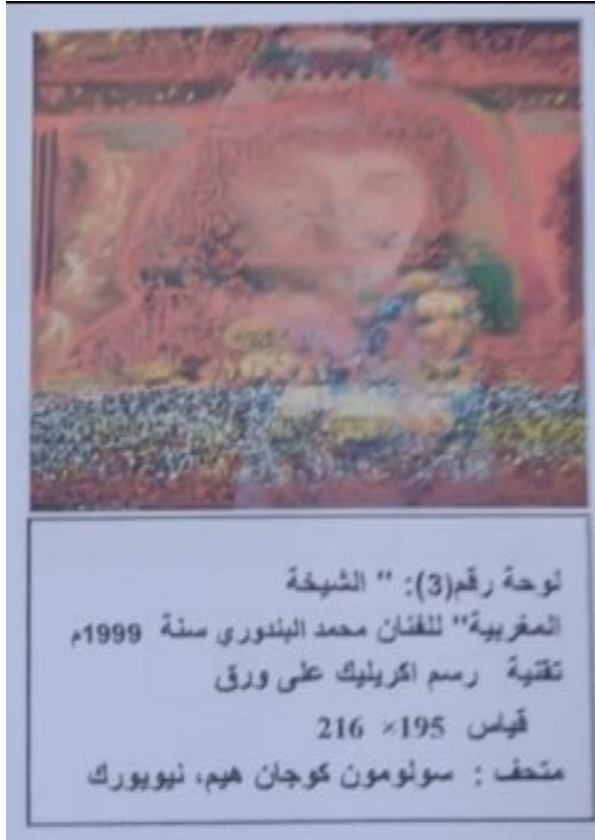 لوحة رقم(3): " الشيخة
المغربية" للفنان محمد البندوري سنة 1999م
تقنية رسم اكريليك على ورق
قياس 195× 216
متحف : سولومون كوجان هيم، نيويورك